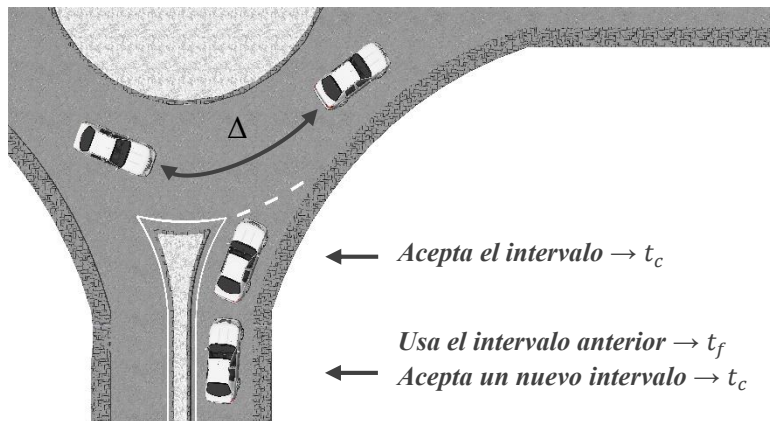 Δ
Acepta el intervalo → t_c
Usa el intervalo anterior → t_f
Acepta un nuevo intervalo → t_c